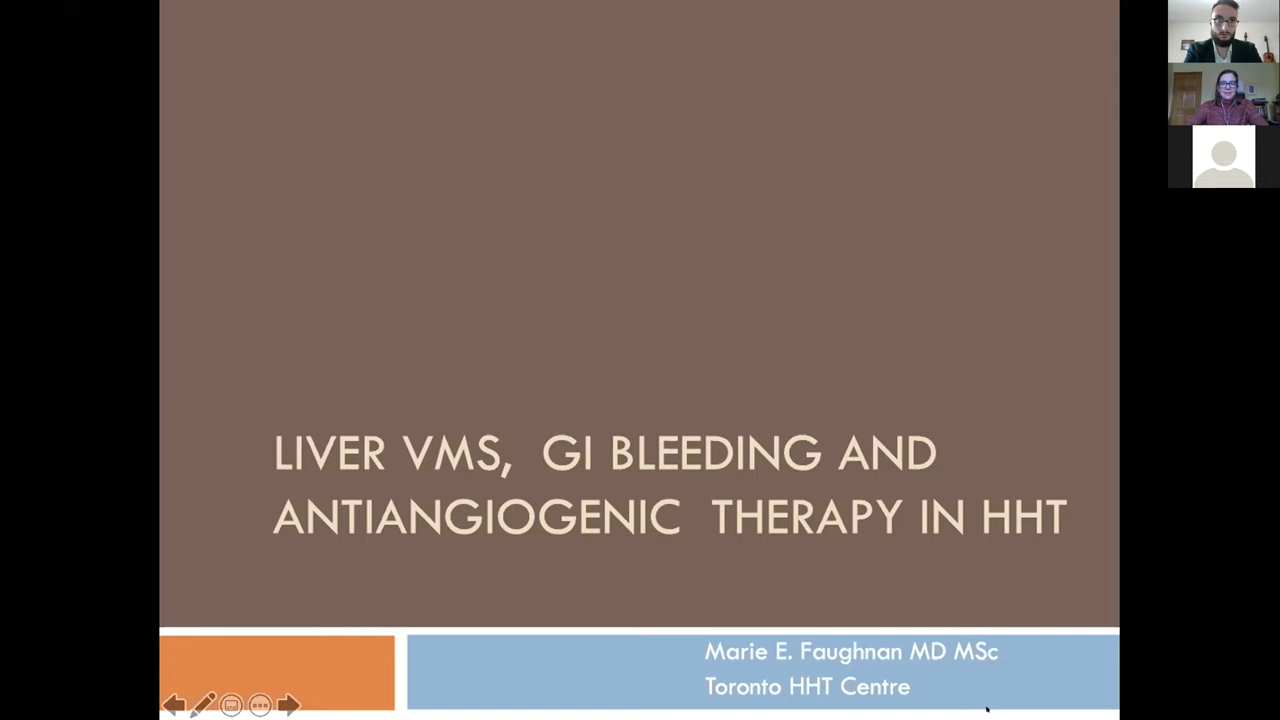 LIVER VMS, GI BLEEDING AND
ANTIANGIOGENIC THERAPY IN HHT
Marie E. Faughnan MD MSc
Toronto HHT Centre